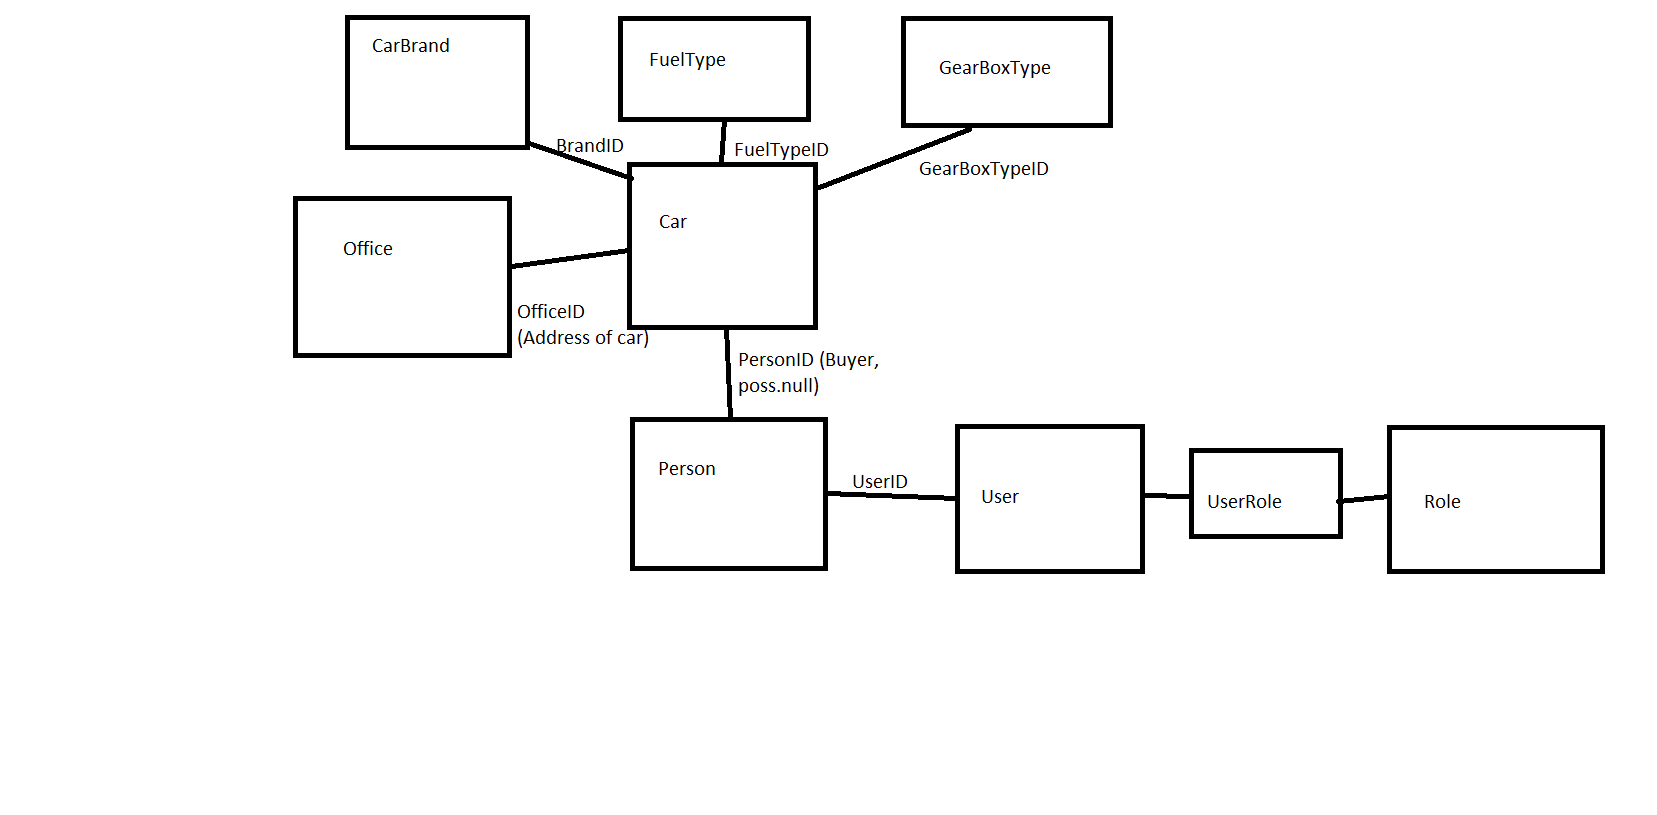 CarBrand
FuelType
GearBoxType
BrandID
FuelTypeID
GearBoxTypeID
Car
Office
OfficeID
(Address of car)
PersonID (Buyer,
poss.null)
Person
UserID
User
UserRole
Role